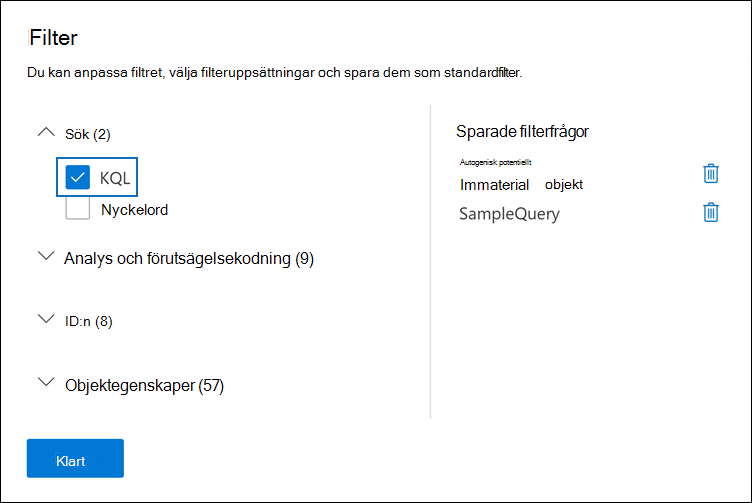 Filter
Du kan anpassa filtret, välja filteruppsättningar och spara dem som standardfilter.
Sök (2)
KQL
Nyckelord
Analys och förutsägelsekodning (9)
ID:n (8)
Objektegenskaper (57)
Sparade filterfrågor
Autogenisk potentiellt
Immaterial objekt
SampleQuery
Klart